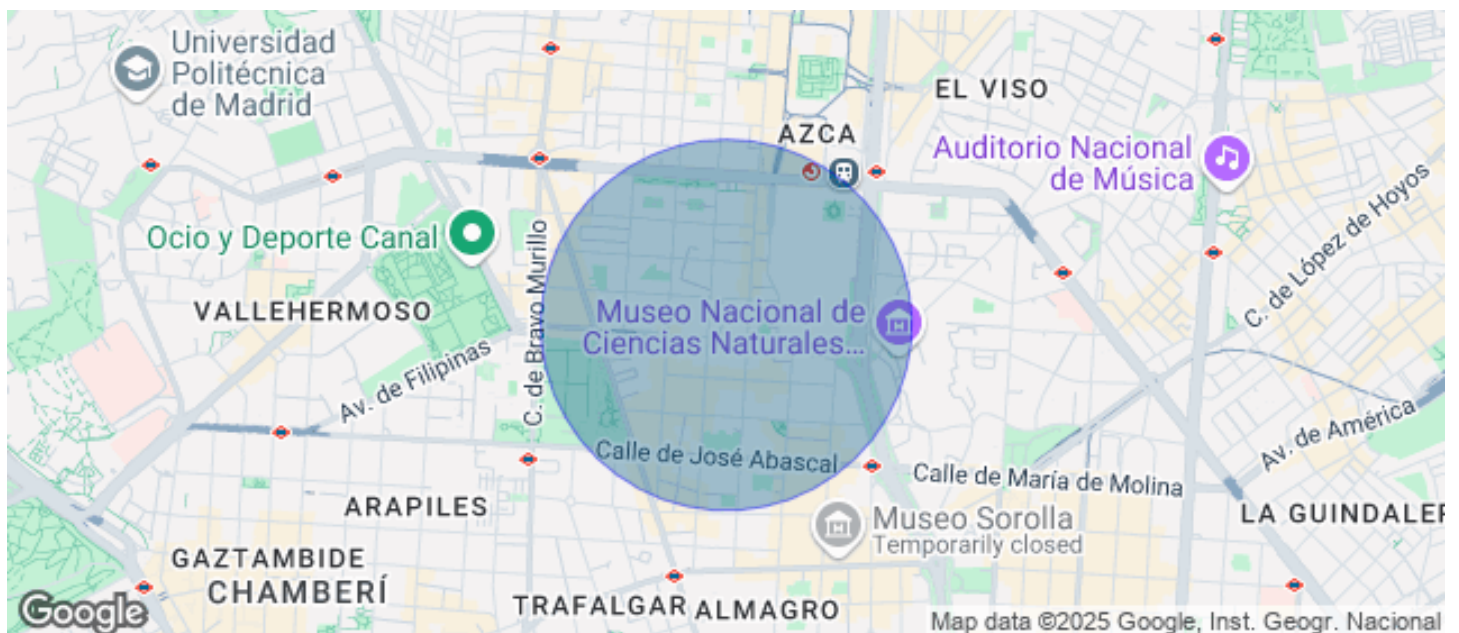 Universidad
Politécnica
de Madrid
EL VISO
AZCA
Auditorio Nacional
de Música
C. de López de Hoyos
Ocio y Deporte Canal
C. de Bravo Murillo
VALLEHERMOSO
Museo Nacional de
Ciencias Naturales...
Av. de Filipinas
Av. de América
Calle de José Abascal
Calle de María de Molina
ARAPILES
Museo Sorolla
Temporarily closed
LA GUINDALER
GAZTAMBIDE
CHAMBERÍ
TRAFALGAR
ALMAGRO
Google
Map data ©2025 Google, Inst. Geogr. Nacional